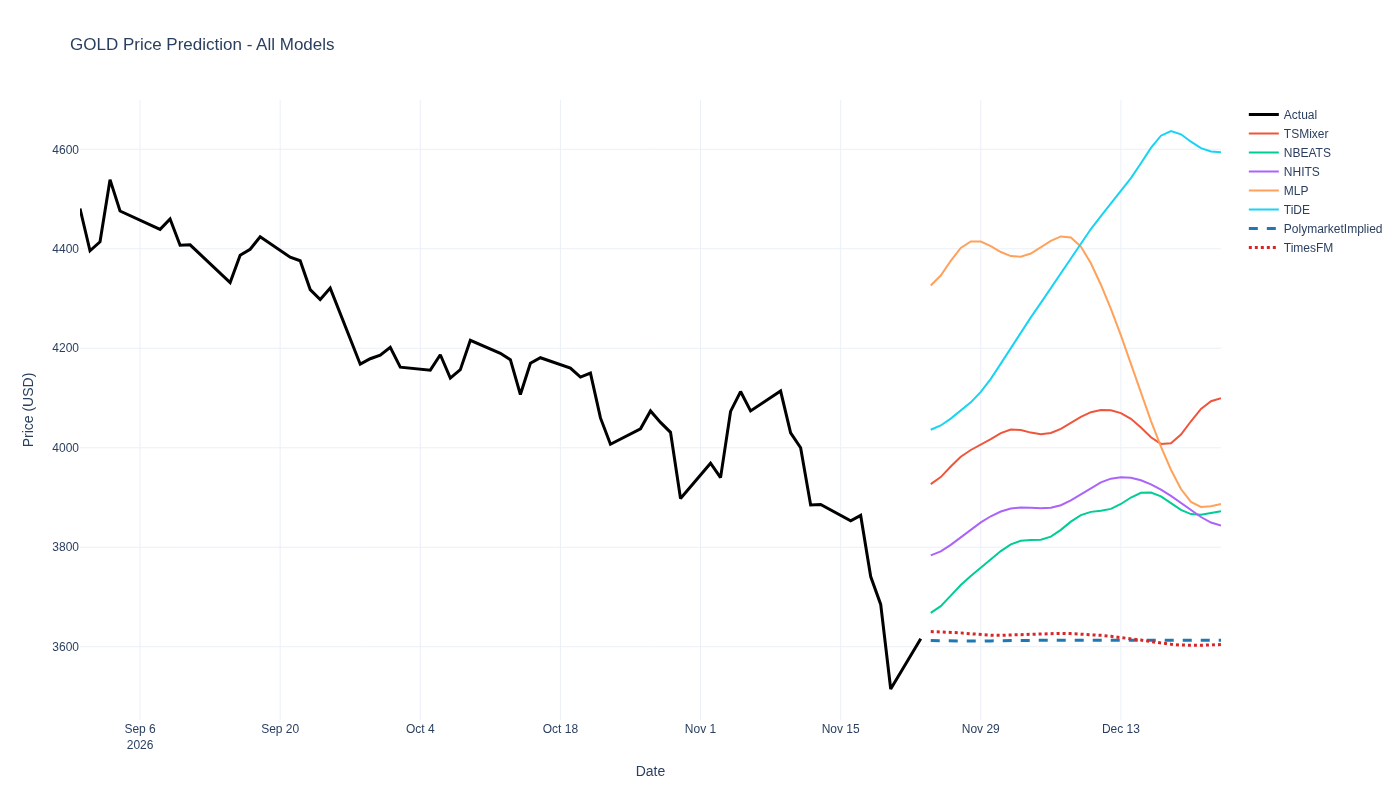 GOLD Price Prediction - All Models
Price (USD)
4600
4400
4200
4000
3800
3600
Sep 6
2026
Sep 20
Oct 4
Oct 18
Nov 1
Nov 15
Nov 29
Dec 13
Date
Actual
TSMixer
NBEATS
NHITS
MLP
TiDE
PolymarketImplied
TimesFM